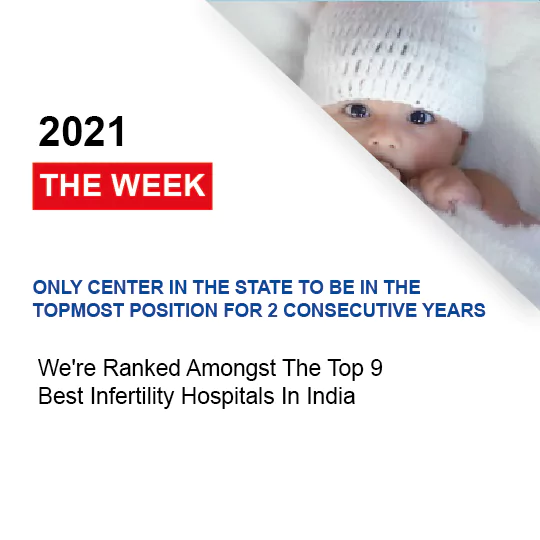 2021
THE WEEK
ONLY CENTER IN THE STATE TO BE IN THE
TOPMOST POSITION FOR 2 CONSECUTIVE YEARS
We're Ranked Amongst The Top 9
Best Infertility Hospitals In India